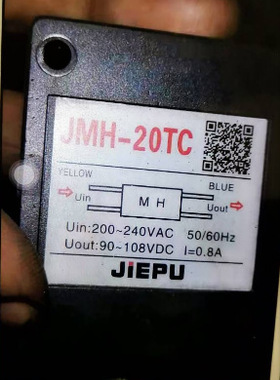 JMH-20TC
YELLOW
BLUE
Uin
M H
Uout
Uin:200~240VAC 50/60Hz
Uout:90~108VDC I=0.8A
JIEPU